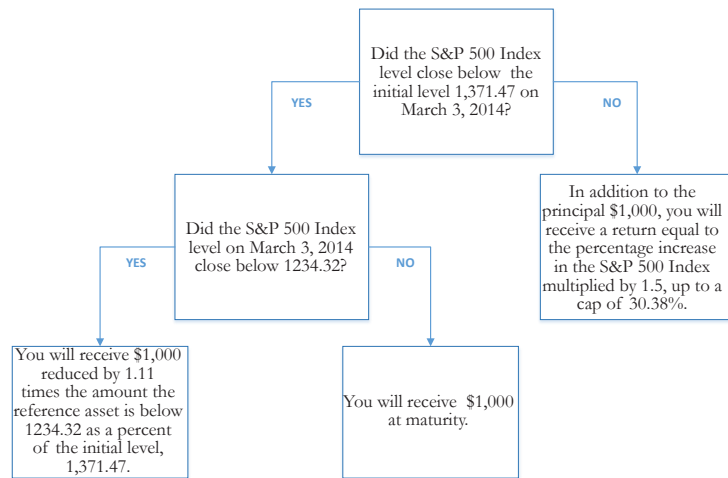 Did the S&P 500 Index
level close below the
initial level 1,371.47 on
March 3, 2014?
YES
NO
Did the S&P 500 Index
level on March 3, 2014
close below 1234.32?
In addition to the
principal $1,000, you will
receive a return equal to
the percentage increase
in the S&P 500 Index
multiplied by 1.5, up to a
cap of 30.38%.
YES
NO
You will receive $1,000
reduced by 1.11
times the amount the
reference asset is below
1234.32 as a percent
of the initial level,
1,371.47.
You will receive $1,000
at maturity.